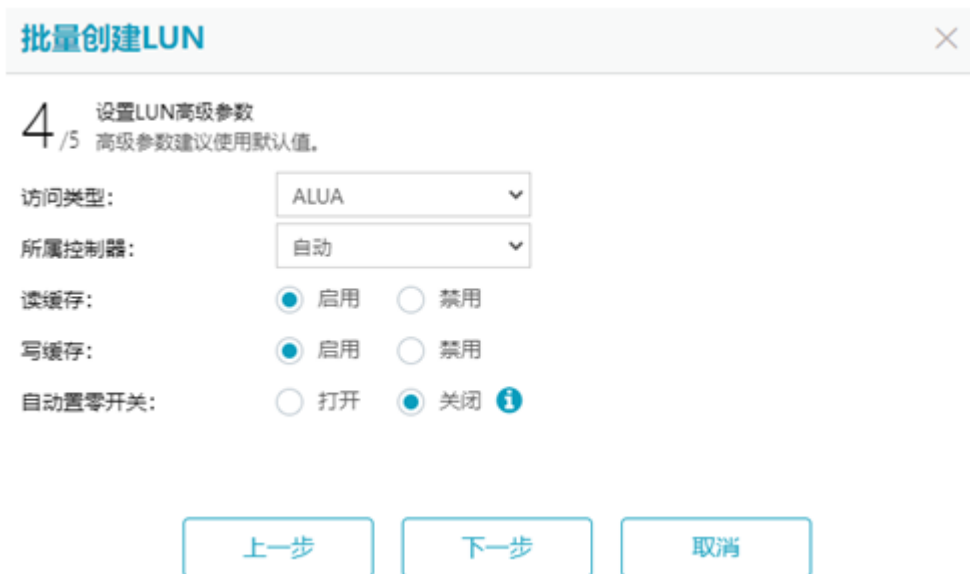 批量创建LUN
4/5 设置LUN高级参数
高级参数建议使用默认值。
访问类型: ALUA
所属控制器: 自动
读缓存: 启用 禁用
写缓存: 启用 禁用
自动置零开关: 打开 关闭
上一步 下一步 取消